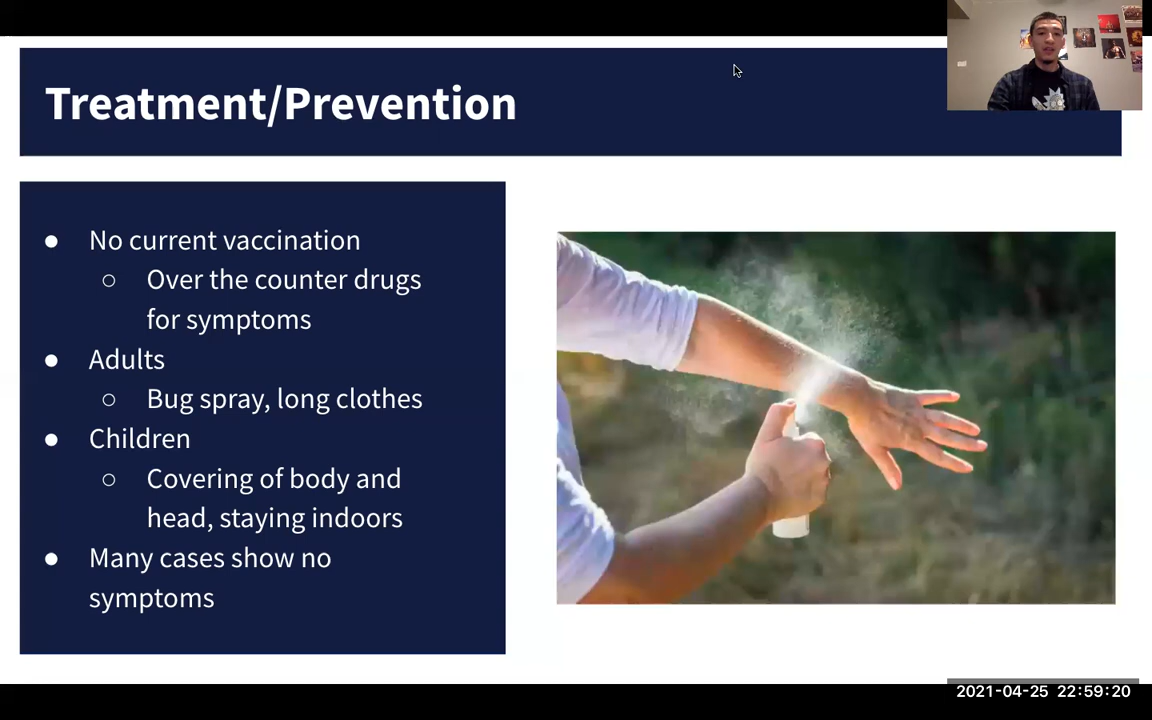 Treatment/Prevention
● No current vaccination
○ Over the counter drugs
for symptoms
● Adults
○ Bug spray, long clothes
● Children
○ Covering of body and
head, staying indoors
● Many cases show no
symptoms
2021-04-25 22:59:20